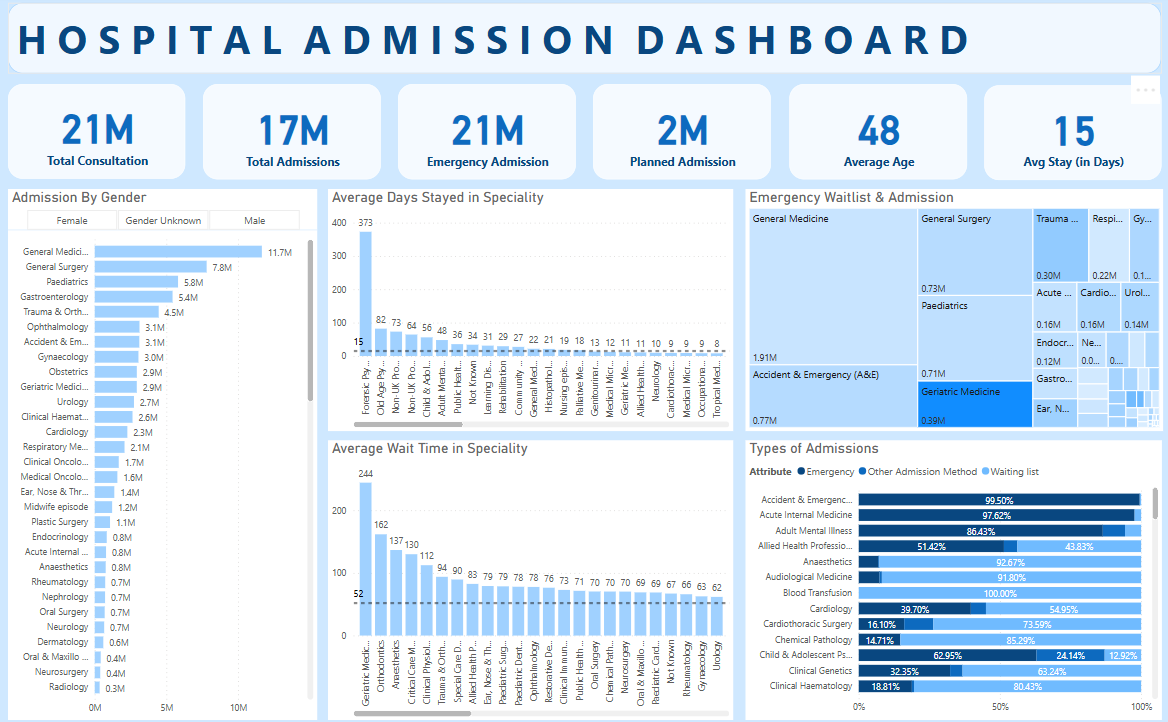 HOSPITAL ADMISSION DASHBOARD
21M
Total Consultation
17M
Total Admissions
21M
Emergency Admission
2M
Planned Admission
48
Average Age
15
Avg Stay (in Days)
Admission By Gender
Female
Gender Unknown
Male
General Medici... 11.7M
General Surgery 7.8M
Paediatrics 5.8M
Gastroenterology 5.4M
Trauma & Orth... 4.5M
Ophthalmology 3.1M
Accident & Em... 3.1M
Gynaecology 3.0M
Obstetrics 2.9M
Geriatric Medici... 2.9M
Urology 2.7M
Clinical Haemat... 2.6M
Cardiology 2.3M
Respiratory Me... 2.1M
Clinical Oncolo... 1.7M
Medical Oncolo... 1.6M
Ear, Nose & Thr... 1.4M
Midwife episode 1.2M
Plastic Surgery 1.1M
Endocrinology 0.8M
Acute Internal ... 0.8M
Anaesthetics 0.8M
Rheumatology 0.7M
Nephrology 0.7M
Oral Surgery 0.7M
Neurology 0.7M
Dermatology 0.6M
Oral & Maxillo ... 0.4M
Neurosurgery 0.4M
Radiology 0.3M
0M 5M 10M
Average Days Stayed in Speciality
400
300
200
100
0
15
373 82 73 64 56 48 36 34 31 29 27 22 21 19 18 13 12 11 11 10 9 9 9 8
Forensic Psy...
Old Age Psy...
Non-UK Pro...
Non-UK Pro...
Child & Adol...
Adult Menta...
Public Healt...
Not Known
Learning Dis...
Rehabilitation
Community ...
General Med...
Histopathol...
Nursing epis...
Palliative Me...
Genitourinar...
Medical Micr...
Geriatric Me...
Allied Health...
Neurology
Cardiothorac...
Medical Micr...
Occupationa...
Tropical Med...
Average Wait Time in Speciality
200
100
0
52
244 162 137 130 112 94 90 83 79 79 78 78 76 73 71 70 70 70 69 69 67 66 63 62
Geriatric Medic...
Orthodontics
Anaesthetics
Critical Care M...
Clinical Physiol...
Trauma & Orth...
Special Care D...
Allied Health P...
Ear, Nose & Th...
Paediatric Surg...
Paediatric Dent...
Ophthalmology
Restorative De...
Clinical Immun...
Public Health ...
Oral Surgery
Chemical Path...
Neurosurgery
Oral & Maxillo...
Paediatric Card...
Not Known
Rheumatology
Gynaecology
Urology
Emergency Waitlist & Admission
General Medicine
1.91M
Accident & Emergency (A&E)
0.77M
General Surgery
0.73M
Paediatrics
0.71M
Geriatric Medicine
0.39M
Trauma ...
0.30M
Respi...
0.22M
Gy...
0.1...
Acute ...
0.16M
Cardio...
0.16M
Urol...
0.14M
Endocr...
0.12M
Ne...
0.0...
0....
Gastro...
Ear, N...
Types of Admissions
Attribute Emergency Other Admission Method Waiting list
Accident & Emergenc... 99.50%
Acute Internal Medicine 97.62%
Adult Mental Illness 86.43%
Allied Health Professio... 51.42% 43.83%
Anaesthetics 92.67%
Audiological Medicine 91.80%
Blood Transfusion 100.00%
Cardiology 39.70% 54.95%
Cardiothoracic Surgery 16.10% 73.59%
Chemical Pathology 14.71% 85.29%
Child & Adolescent Ps... 62.95% 24.14% 12.92%
Clinical Genetics 32.35% 63.24%
Clinical Haematology 18.81% 80.43%
0% 50% 100%